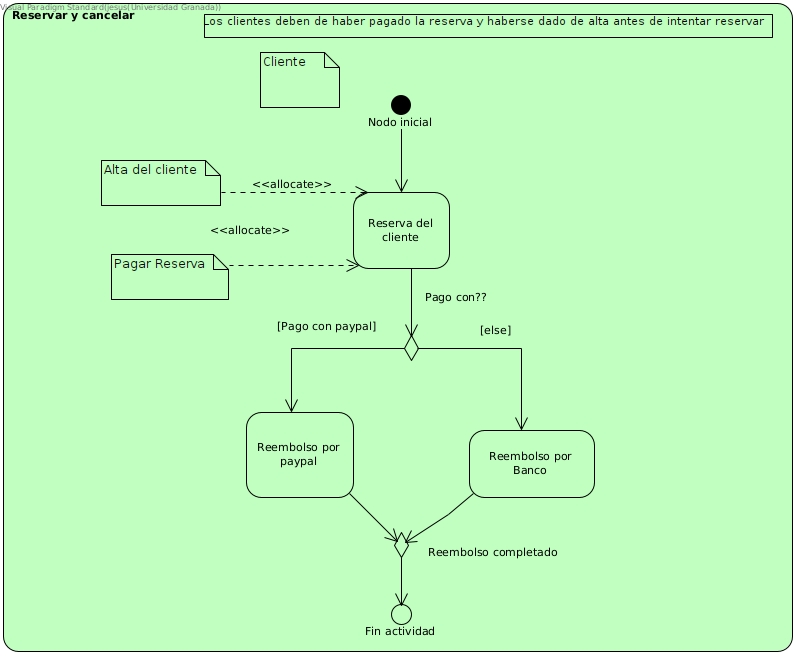 Visual Paradigm Standard(jesus(Universidad Granada))
Reservar y cancelar
Los clientes deben de haber pagado la reserva y haberse dado de alta antes de intentar reservar
Cliente
Nodo inicial
Alta del cliente
<<allocate>>
Reserva del
cliente
<<allocate>>
Pagar Reserva
Pago con??
[Pago con paypal]
[else]
Reembolso por
paypal
Reembolso por
Banco
Reembolso completado
Fin actividad